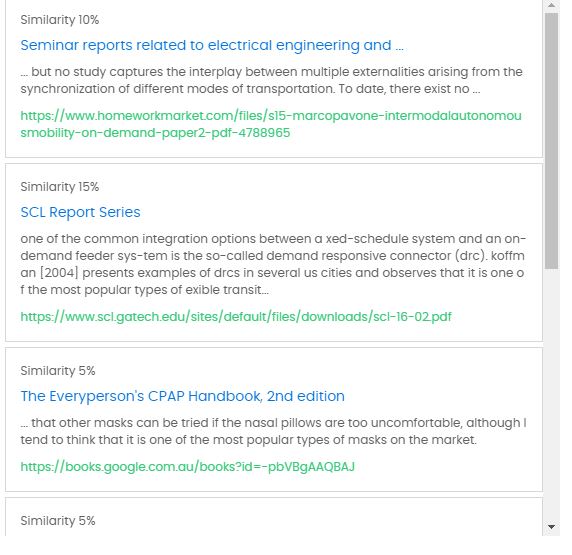 Similarity 10%
Seminar reports related to electrical engineering and ...
... but no study captures the interplay between multiple externalities arising from the
synchronization of different modes of transportation. To date, there exist no ...
https://www.homeworkmarket.com/files/s15-marcopavone-intermodalautonomou
smobility-on-demand-paper2-pdf-4788965
Similarity 15%
SCL Report Series
one of the common integration options between a xed-schedule system and an on-
demand feeder sys-tem is the so-called demand responsive connector (drc). koffm
an [2004] presents examples of drcs in several us cities and observes that it is one o
f the most popular types of exible transit...
https://www.scl.gatech.edu/sites/default/files/downloads/scl-16-02.pdf
Similarity 5%
The Everyperson's CPAP Handbook, 2nd edition
... that other masks can be tried if the nasal pillows are too uncomfortable, although I
tend to think that it is one of the most popular types of masks on the market.
https://books.google.com.au/books?id=-pbVBgAAQBAJ
Similarity 5%